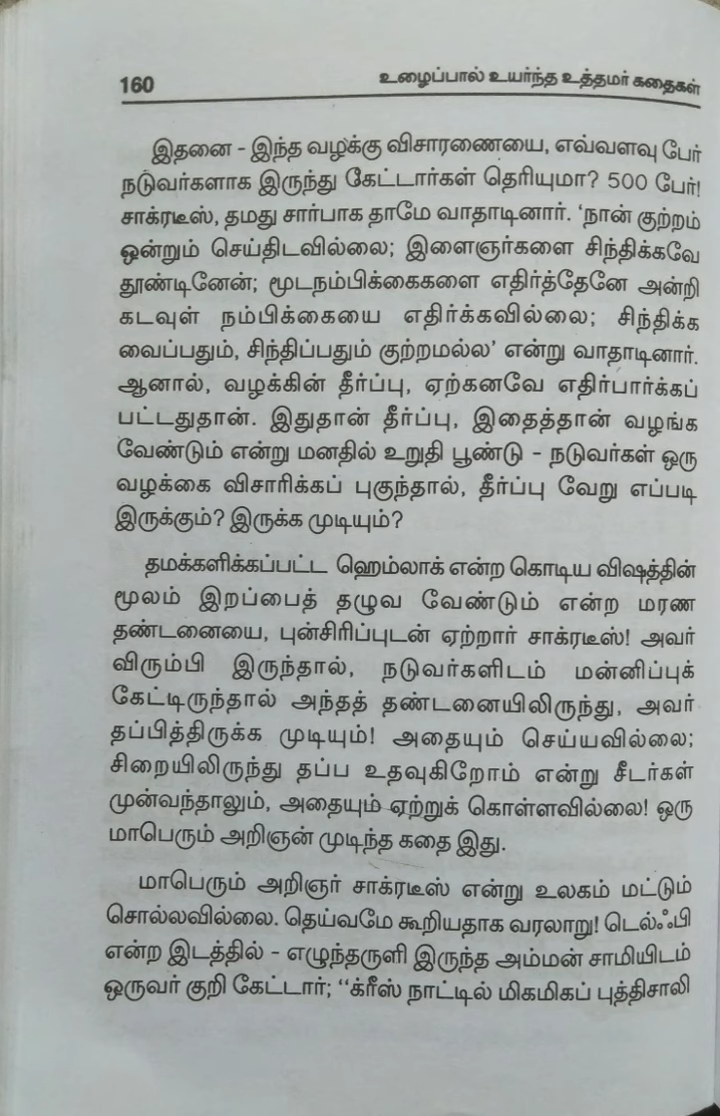 160
உழைப்பால் உயர்ந்த உத்தமர் கதைகள்
இதனை - இந்த வழக்கு விசாரணையை, எவ்வளவு பேர்
நடுவர்களாக இருந்து கேட்டார்கள் தெரியுமா? 500 பேர்!
சாக்ரடீஸ், தமது சார்பாக தாமே வாதாடினார். ‘நான் குற்றம்
ஒன்றும் செய்திடவில்லை; இளைஞர்களை சிந்திக்கவே
தூண்டினேன்; மூடநம்பிக்கைகளை எதிர்த்தேனே அன்றி
கடவுள் நம்பிக்கையை எதிர்க்கவில்லை; சிந்திக்க
வைப்பதும், சிந்திப்பதும் குற்றமல்ல’ என்று வாதாடினார்.
ஆனால், வழக்கின் தீர்ப்பு, ஏற்கனவே எதிர்பார்க்கப்
பட்டதுதான். இதுதான் தீர்ப்பு, இதைத்தான் வழங்க
வேண்டும் என்று மனதில் உறுதி பூண்டு - நடுவர்கள் ஒரு
வழக்கை விசாரிக்கப் புகுந்தால், தீர்ப்பு வேறு எப்படி
இருக்கும்? இருக்க முடியும்?
தமக்களிக்கப்பட்ட ஹெம்லாக் என்ற கொடிய விஷத்தின்
மூலம் இறப்பைத் தழுவ வேண்டும் என்ற மரண
தண்டனையை, புன்சிரிப்புடன் ஏற்றார் சாக்ரடீஸ்! அவர்
விரும்பி இருந்தால், நடுவர்களிடம் மன்னிப்புக்
கேட்டிருந்தால் அந்தத் தண்டனையிலிருந்து, அவர்
தப்பித்திருக்க முடியும்! அதையும் செய்யவில்லை;
சிறையிலிருந்து தப்ப உதவுகிறோம் என்று சீடர்கள்
முன்வந்தாலும், அதையும் ஏற்றுக் கொள்ளவில்லை! ஒரு
மாபெரும் அறிஞன் முடிந்த கதை இது.
மாபெரும் அறிஞர் சாக்ரடீஸ் என்று உலகம் மட்டும்
சொல்லவில்லை. தெய்வமே கூறியதாக வரலாறு! டெல்ஃபி
என்ற இடத்தில் - எழுந்தருளி இருந்த அம்மன் சாமியிடம்
ஒருவர் குறி கேட்டார்; “க்ரீஸ் நாட்டில் மிகமிகப் புத்திசாலி